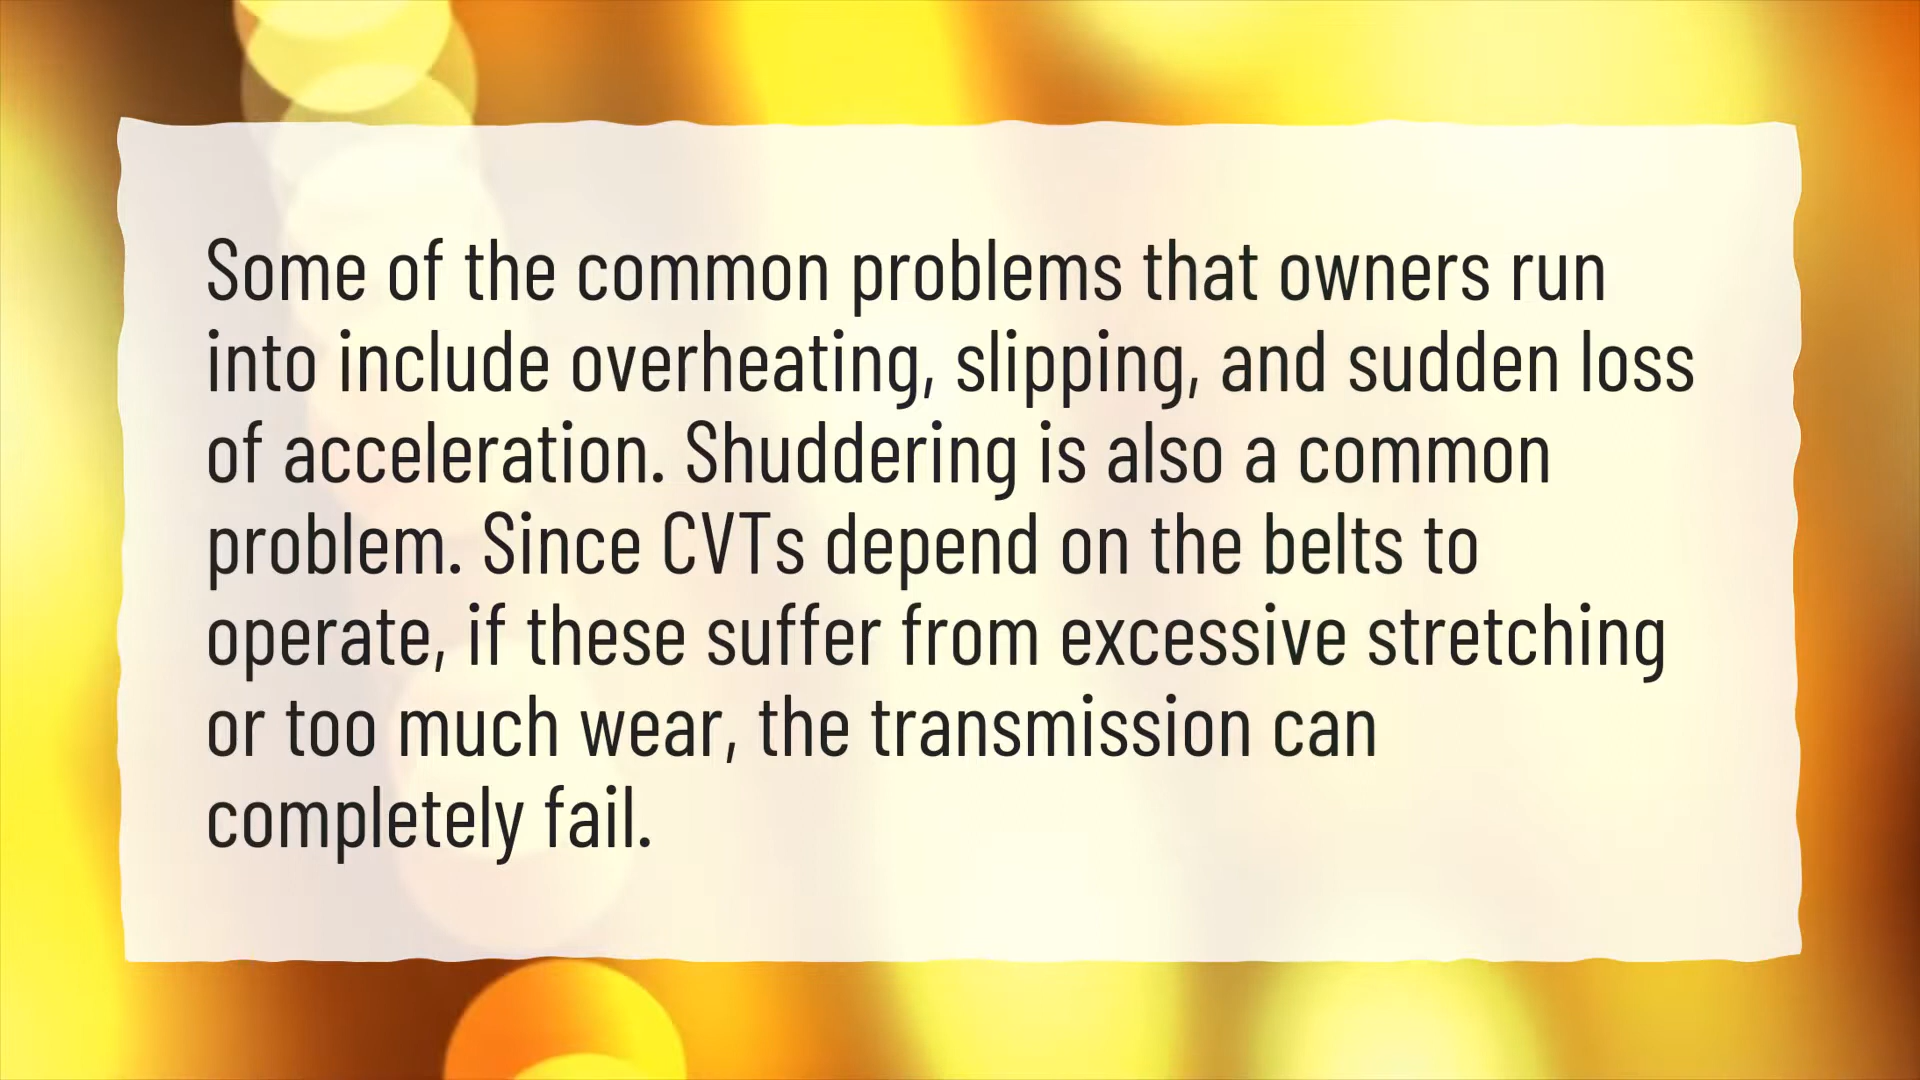 Some of the common problems that owners run
into include overheating, slipping, and sudden loss
of acceleration. Shuddering is also a common
problem. Since CVTs depend on the belts to
operate, if these suffer from excessive stretching
or too much wear, the transmission can
completely fail.